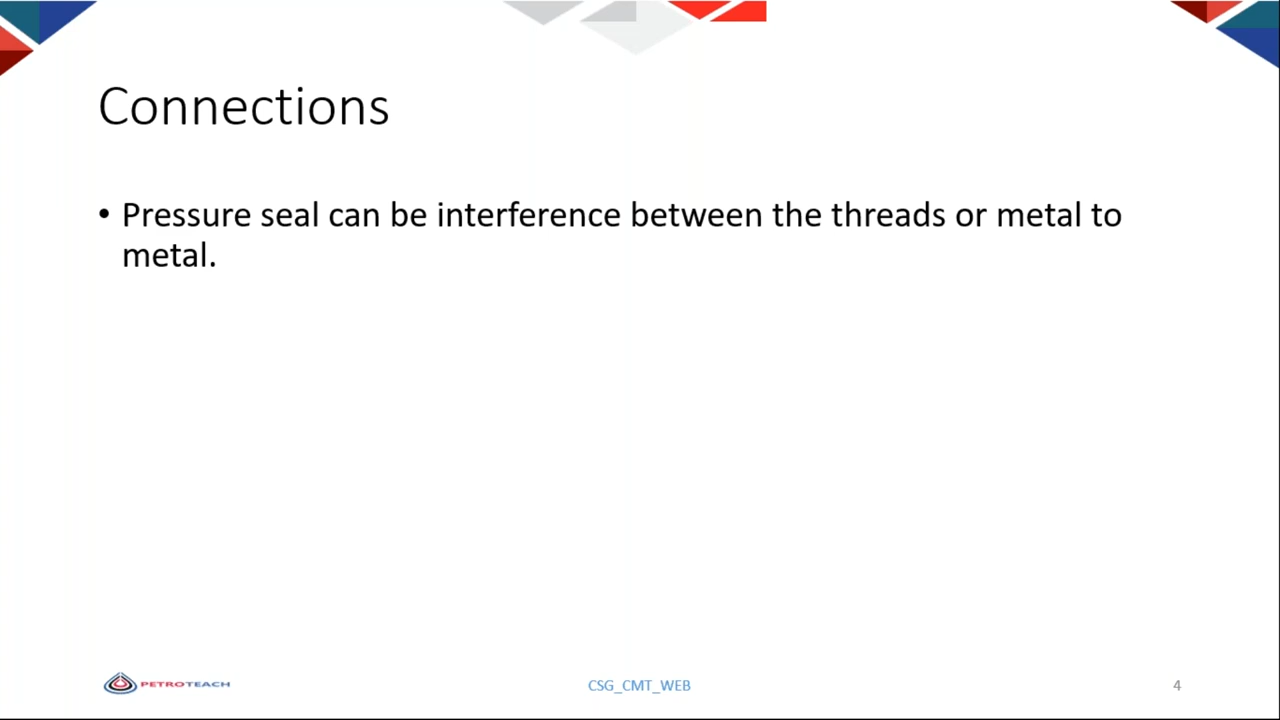 Connections
• Pressure seal can be interference between the threads or metal to
metal.
PETROTEACH
CSG_CMT_WEB
4